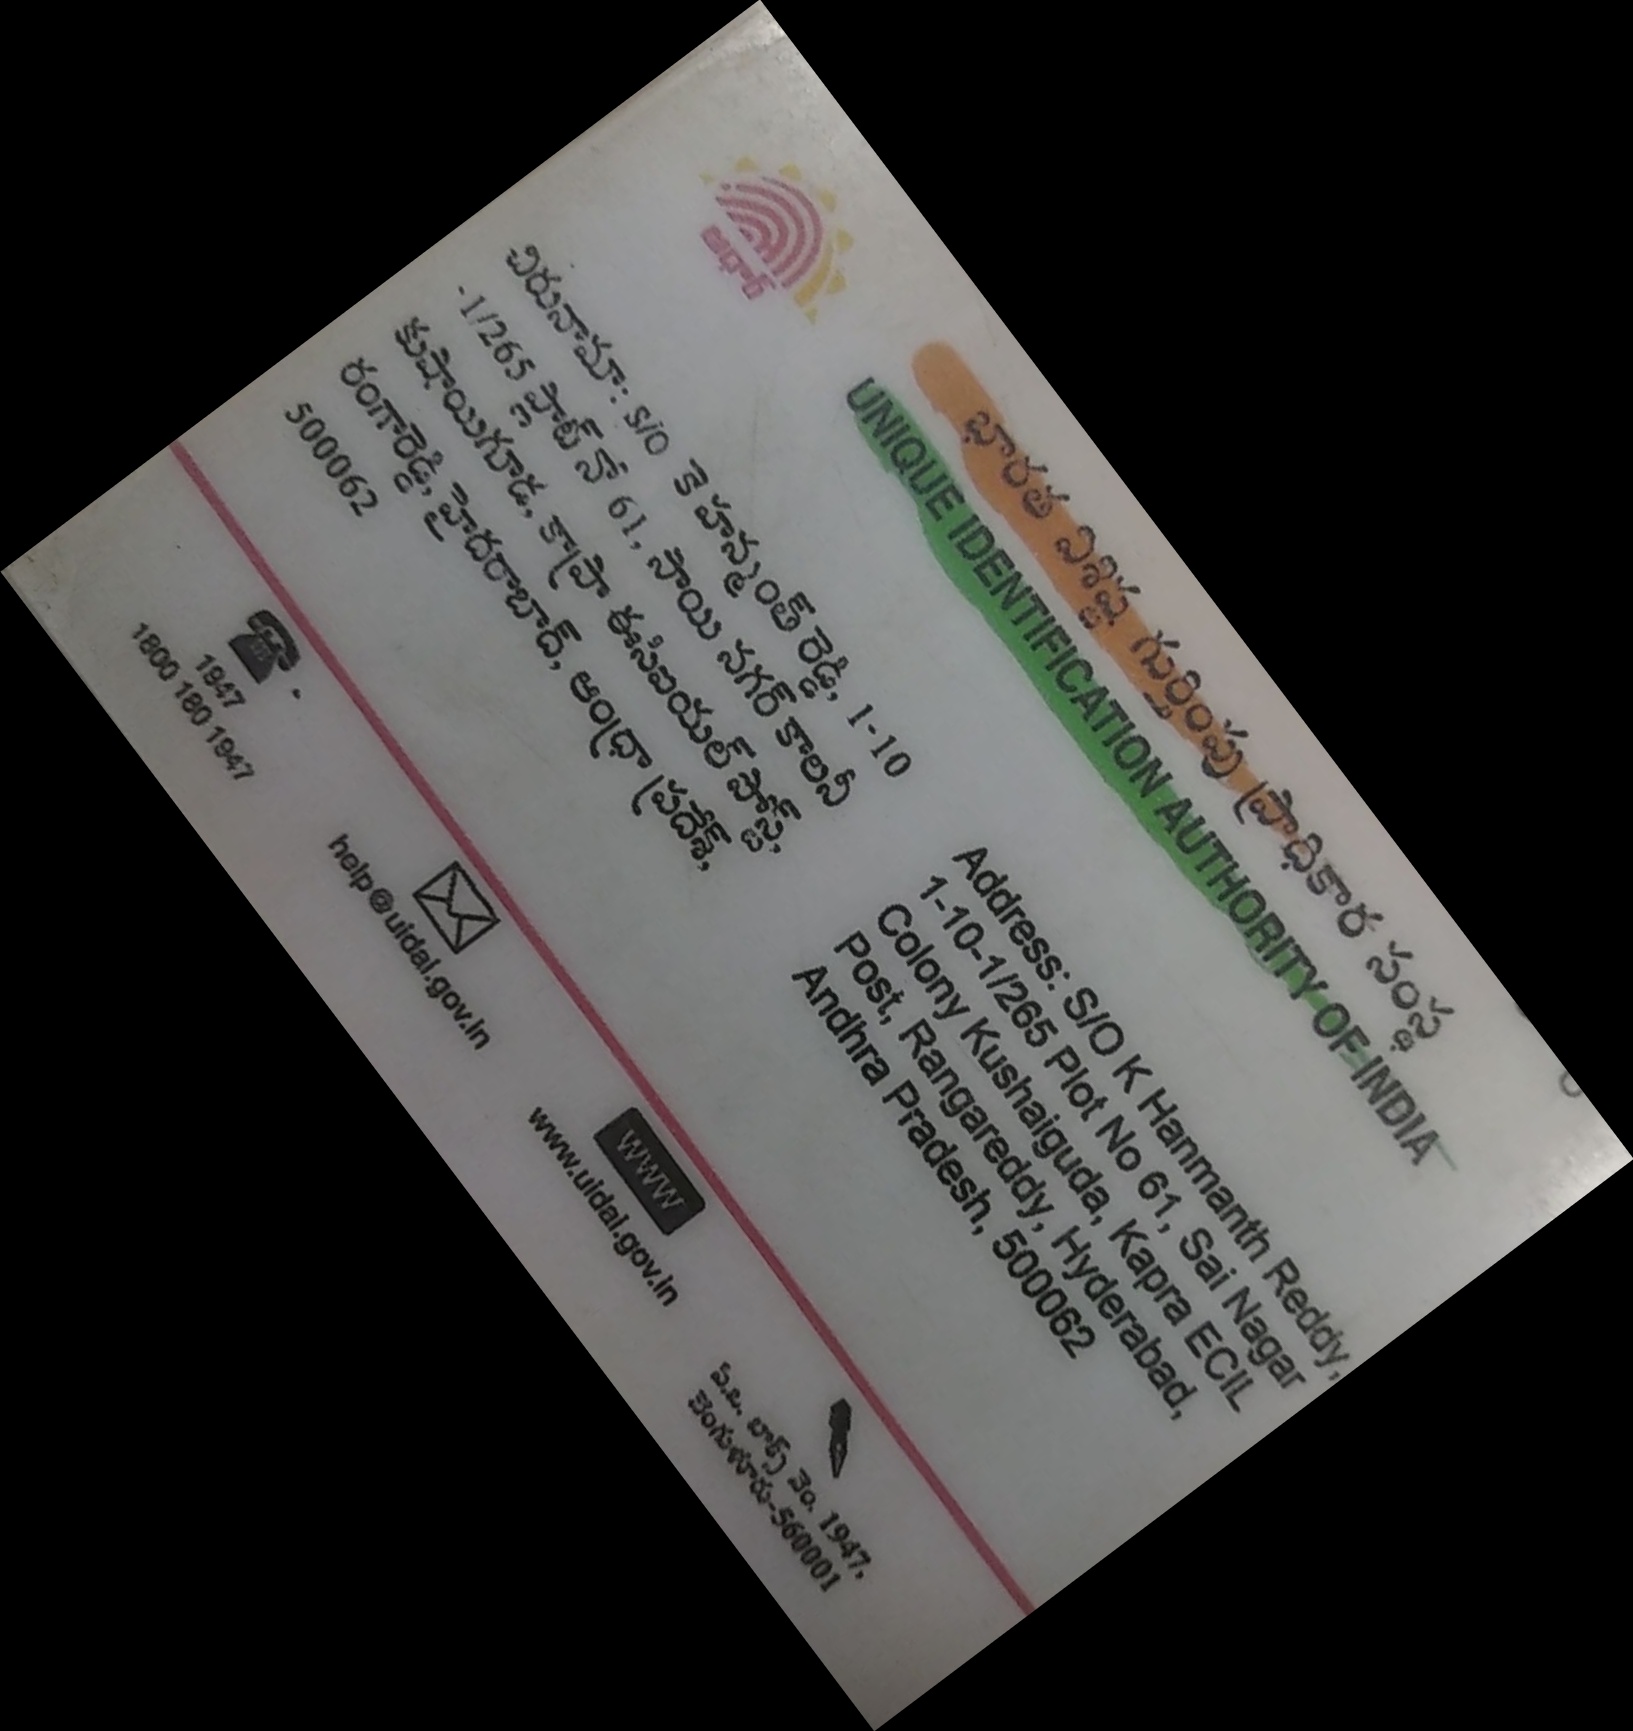 భారత విశిష్ట గుర్తింపు ప్రాధికార సంస్థ
UNIQUE IDENTIFICATION AUTHORITY OF INDIA
ఆధార్
చిరునామా: S/O కె హన్మంత్ రెడ్డి, 1-10
-1/265 ప్లాట్ నో 61, సాయి నగర్ కాలనీ
కుషాయిగూడ, కాప్రా ఈసిఐయల్ పోస్ట్,
రంగారెడ్డి, హైదరాబాద్, ఆంధ్రా ప్రదేశ్,
500062
Address: S/O K Hanmanth Reddy,
1-10-1/265 Plot No 61, Sai Nagar
Colony Kushaiguda, Kapra ECIL
Post, Rangareddy, Hyderabad,
Andhra Pradesh, 500062
1947
1800 180 1947
help@uidai.gov.in
WWW
www.uidai.gov.in
పి.బి. బాక్స్ నెం. 1947,
బెంగుళూరు-560001